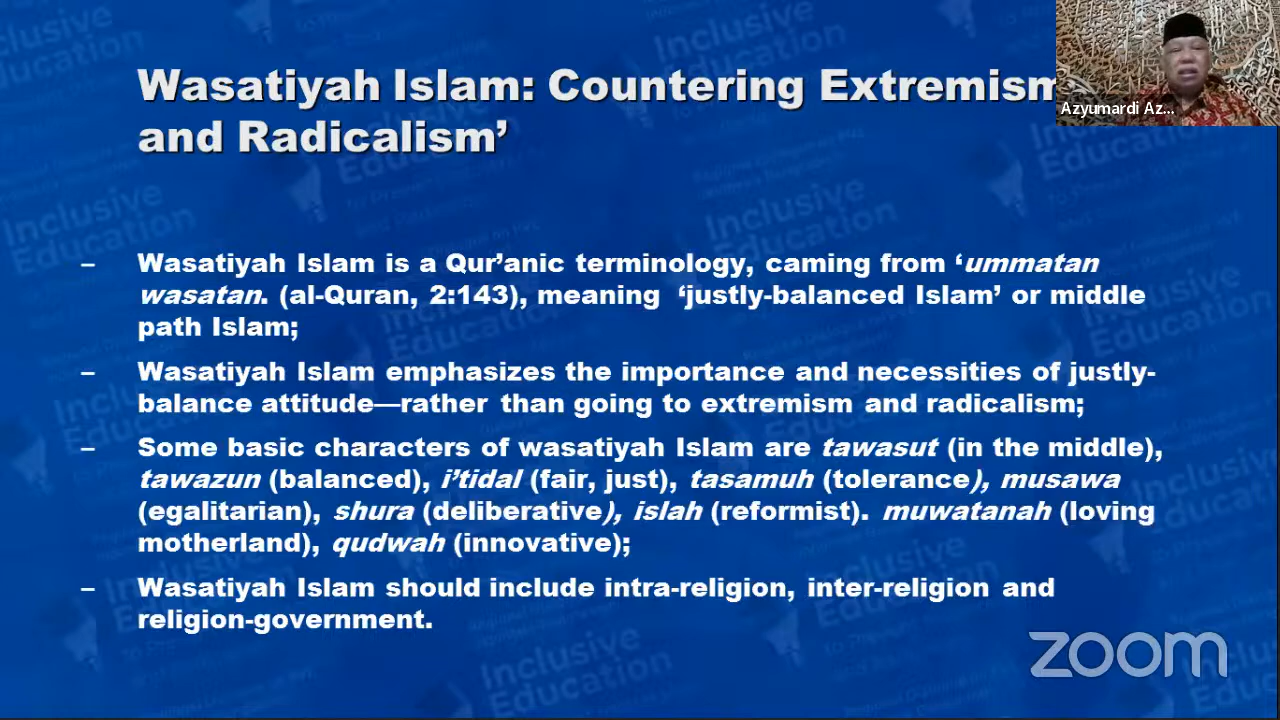 Wasatiyah Islam: Countering Extremism
and Radicalism’
Azyumardi Az...
– Wasatiyah Islam is a Qur’anic terminology, caming from ‘ummatan
wasatan. (al-Quran, 2:143), meaning ‘justly-balanced Islam’ or middle
path Islam;
– Wasatiyah Islam emphasizes the importance and necessities of justly-
balance attitude—rather than going to extremism and radicalism;
– Some basic characters of wasatiyah Islam are tawasut (in the middle),
tawazun (balanced), i’tidal (fair, just), tasamuh (tolerance), musawa
(egalitarian), shura (deliberative), islah (reformist). muwatanah (loving
motherland), qudwah (innovative);
– Wasatiyah Islam should include intra-religion, inter-religion and
religion-government.
zoom
Inclusive
Education